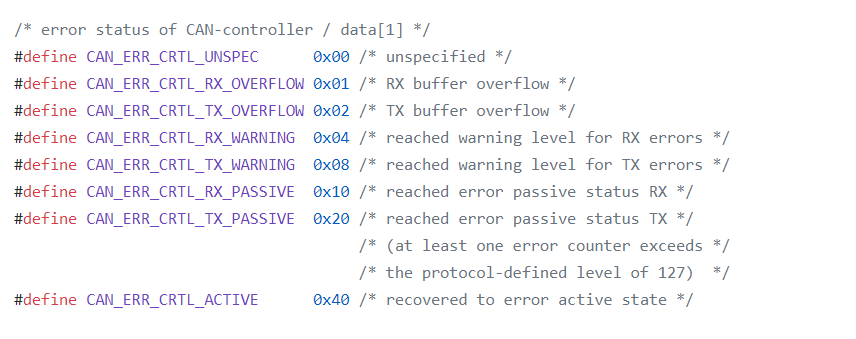 /* error status of CAN-controller / data[1] */
#define CAN_ERR_CRTL_UNSPEC      0x00 /* unspecified */
#define CAN_ERR_CRTL_RX_OVERFLOW 0x01 /* RX buffer overflow */
#define CAN_ERR_CRTL_TX_OVERFLOW 0x02 /* TX buffer overflow */
#define CAN_ERR_CRTL_RX_WARNING  0x04 /* reached warning level for RX errors */
#define CAN_ERR_CRTL_TX_WARNING  0x08 /* reached warning level for TX errors */
#define CAN_ERR_CRTL_RX_PASSIVE  0x10 /* reached error passive status RX */
#define CAN_ERR_CRTL_TX_PASSIVE  0x20 /* reached error passive status TX */
                                      /* (at least one error counter exceeds */
                                      /* the protocol-defined level of 127)  */
#define CAN_ERR_CRTL_ACTIVE      0x40 /* recovered to error active state */